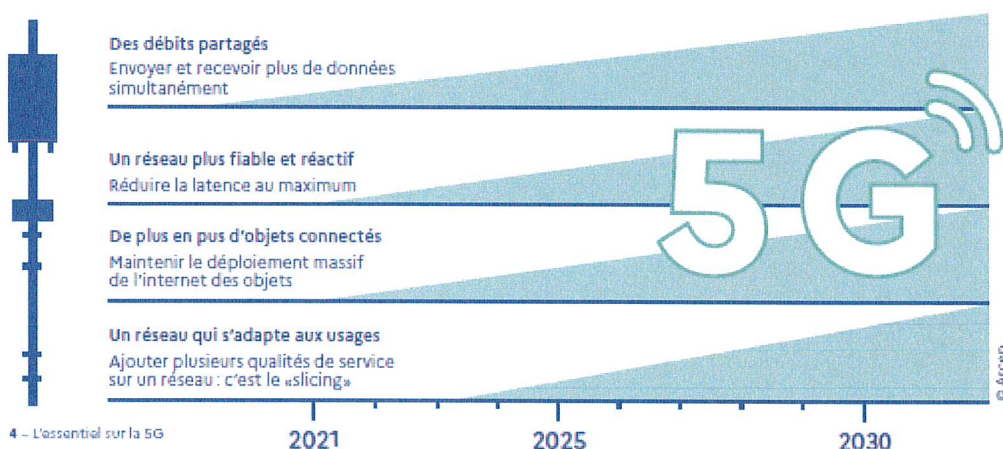 Des débits partagés
Envoyer et recevoir plus de données
simultanément
Un réseau plus fiable et réactif
Réduire la latence au maximum
De plus en pus d'objets connectés
Maintenir le déploiement massif
de l'internet des objets
Un réseau qui s'adapte aux usages
Ajouter plusieurs qualités de service
sur un réseau : c'est le «slicing»
5G
© Arcep
2021
2025
2030
4 – L'essentiel sur la 5G